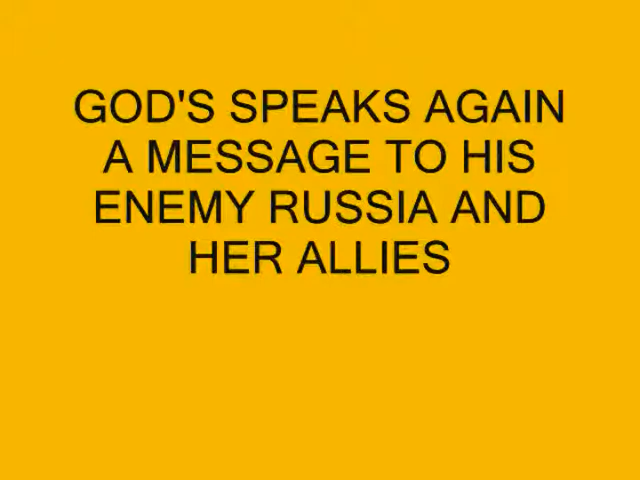 GOD'S SPEAKS AGAIN
A MESSAGE TO HIS
ENEMY RUSSIA AND
HER ALLIES